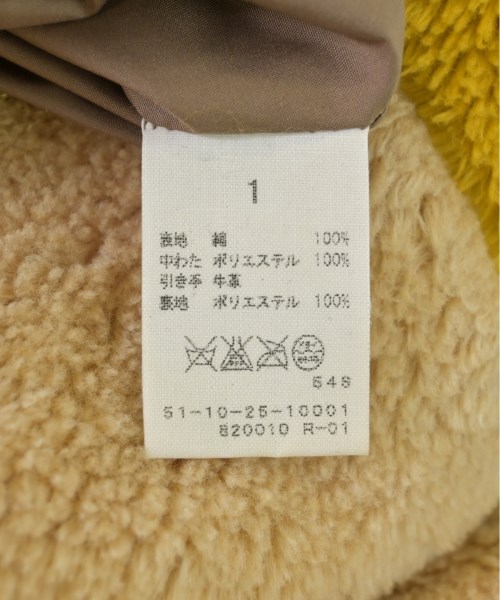 1
表地 綿 100%
中わた ポリエステル 100%
引き手 牛革
裏地 ポリエステル 100%
54S
51-10-25-10001
820010 R-01